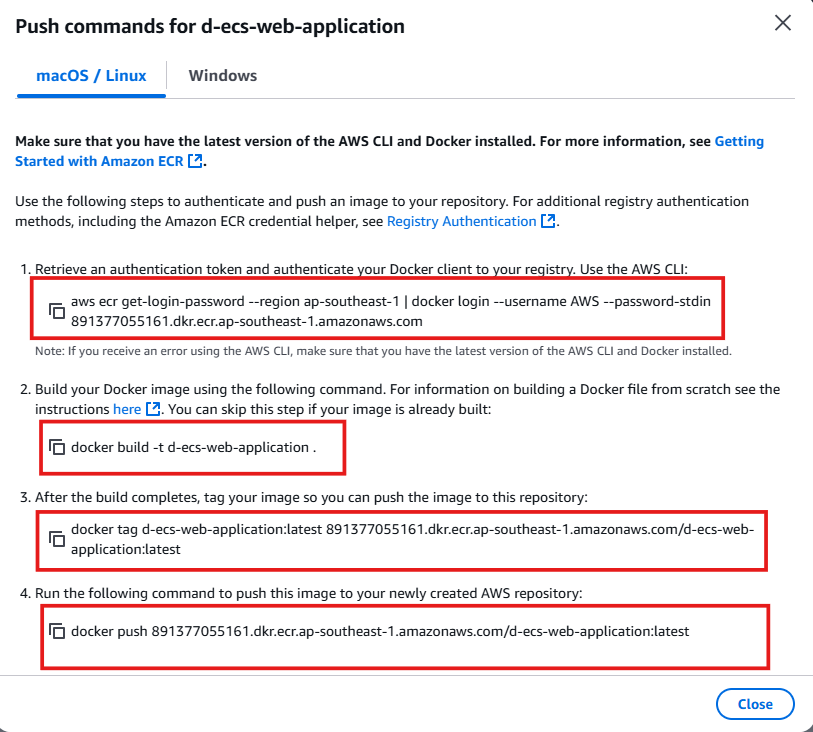 Push commands for d-ecs-web-application
macOS / Linux
Windows
Make sure that you have the latest version of the AWS CLI and Docker installed. For more information, see Getting
Started with Amazon ECR.
Use the following steps to authenticate and push an image to your repository. For additional registry authentication
methods, including the Amazon ECR credential helper, see Registry Authentication.
1. Retrieve an authentication token and authenticate your Docker client to your registry. Use the AWS CLI:
aws ecr get-login-password --region ap-southeast-1 | docker login --username AWS --password-stdin
891377055161.dkr.ecr.ap-southeast-1.amazonaws.com
Note: If you receive an error using the AWS CLI, make sure that you have the latest version of the AWS CLI and Docker installed.
2. Build your Docker image using the following command. For information on building a Docker file from scratch see the
instructions here. You can skip this step if your image is already built:
docker build -t d-ecs-web-application .
3. After the build completes, tag your image so you can push the image to this repository:
docker tag d-ecs-web-application:latest 891377055161.dkr.ecr.ap-southeast-1.amazonaws.com/d-ecs-web-
application:latest
4. Run the following command to push this image to your newly created AWS repository:
docker push 891377055161.dkr.ecr.ap-southeast-1.amazonaws.com/d-ecs-web-application:latest
Close